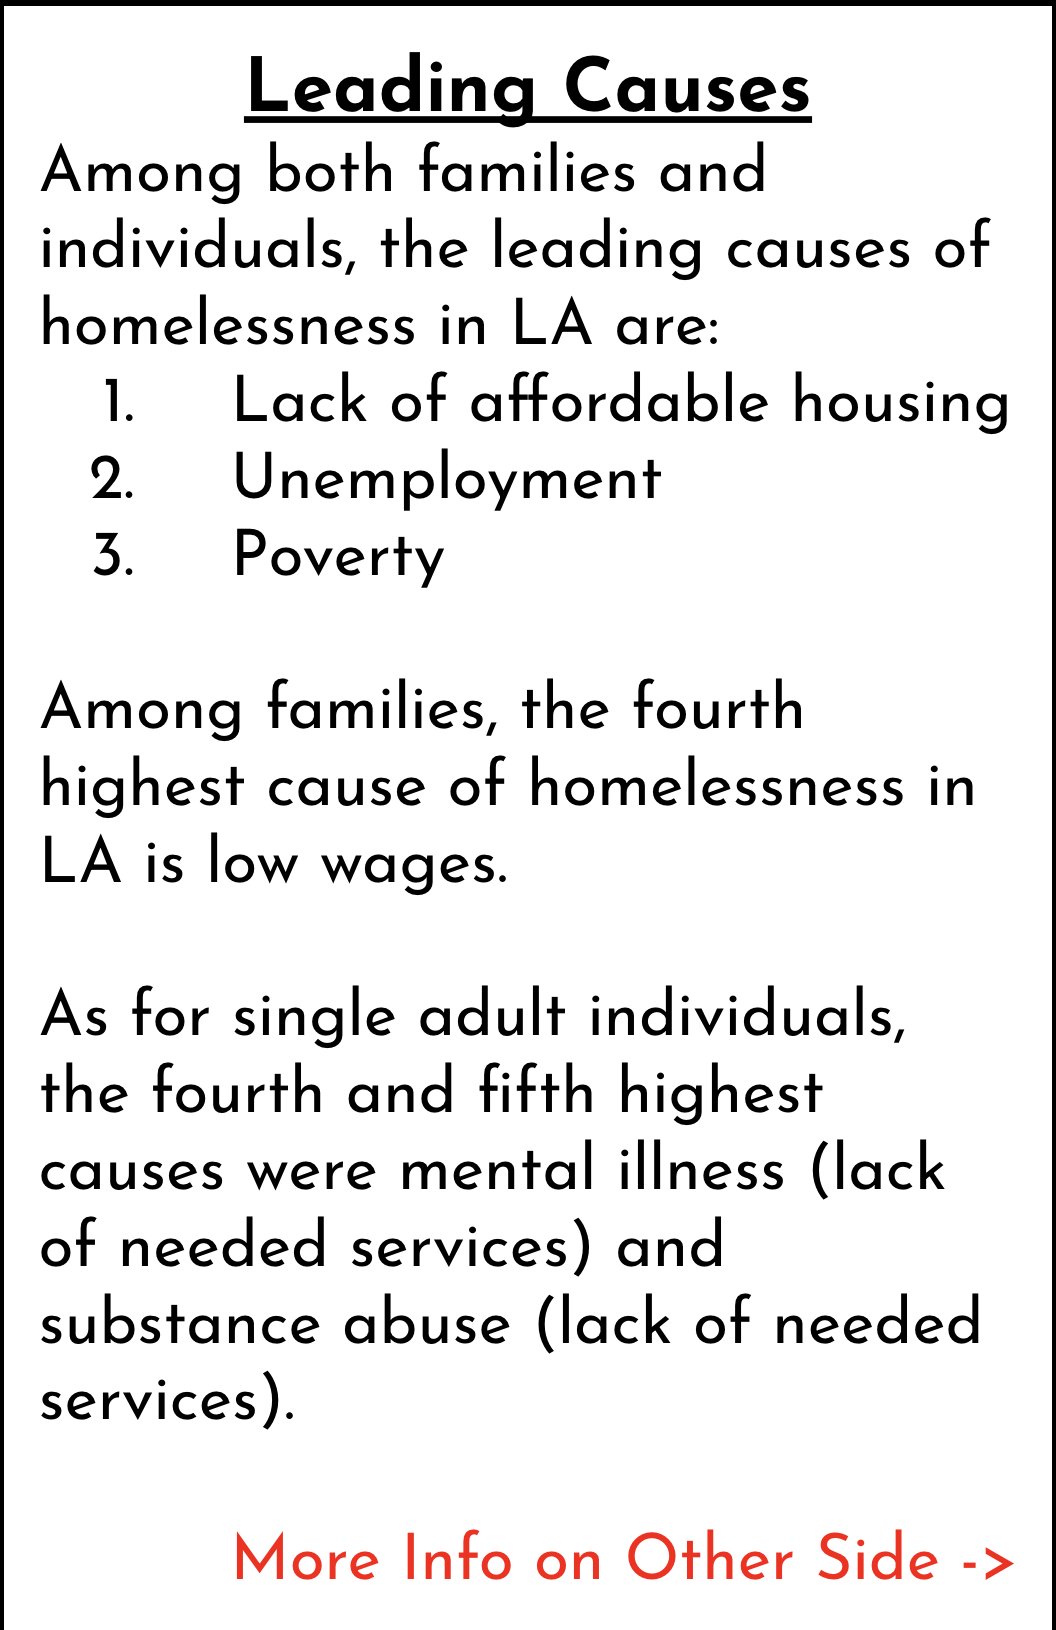 Leading Causes
Among both families and
individuals, the leading causes of
homelessness in LA are:
1. Lack of affordable housing
2. Unemployment
3. Poverty
Among families, the fourth
highest cause of homelessness in
LA is low wages.
As for single adult individuals,
the fourth and fifth highest
causes were mental illness (lack
of needed services) and
substance abuse (lack of needed
services).
More Info on Other Side ->